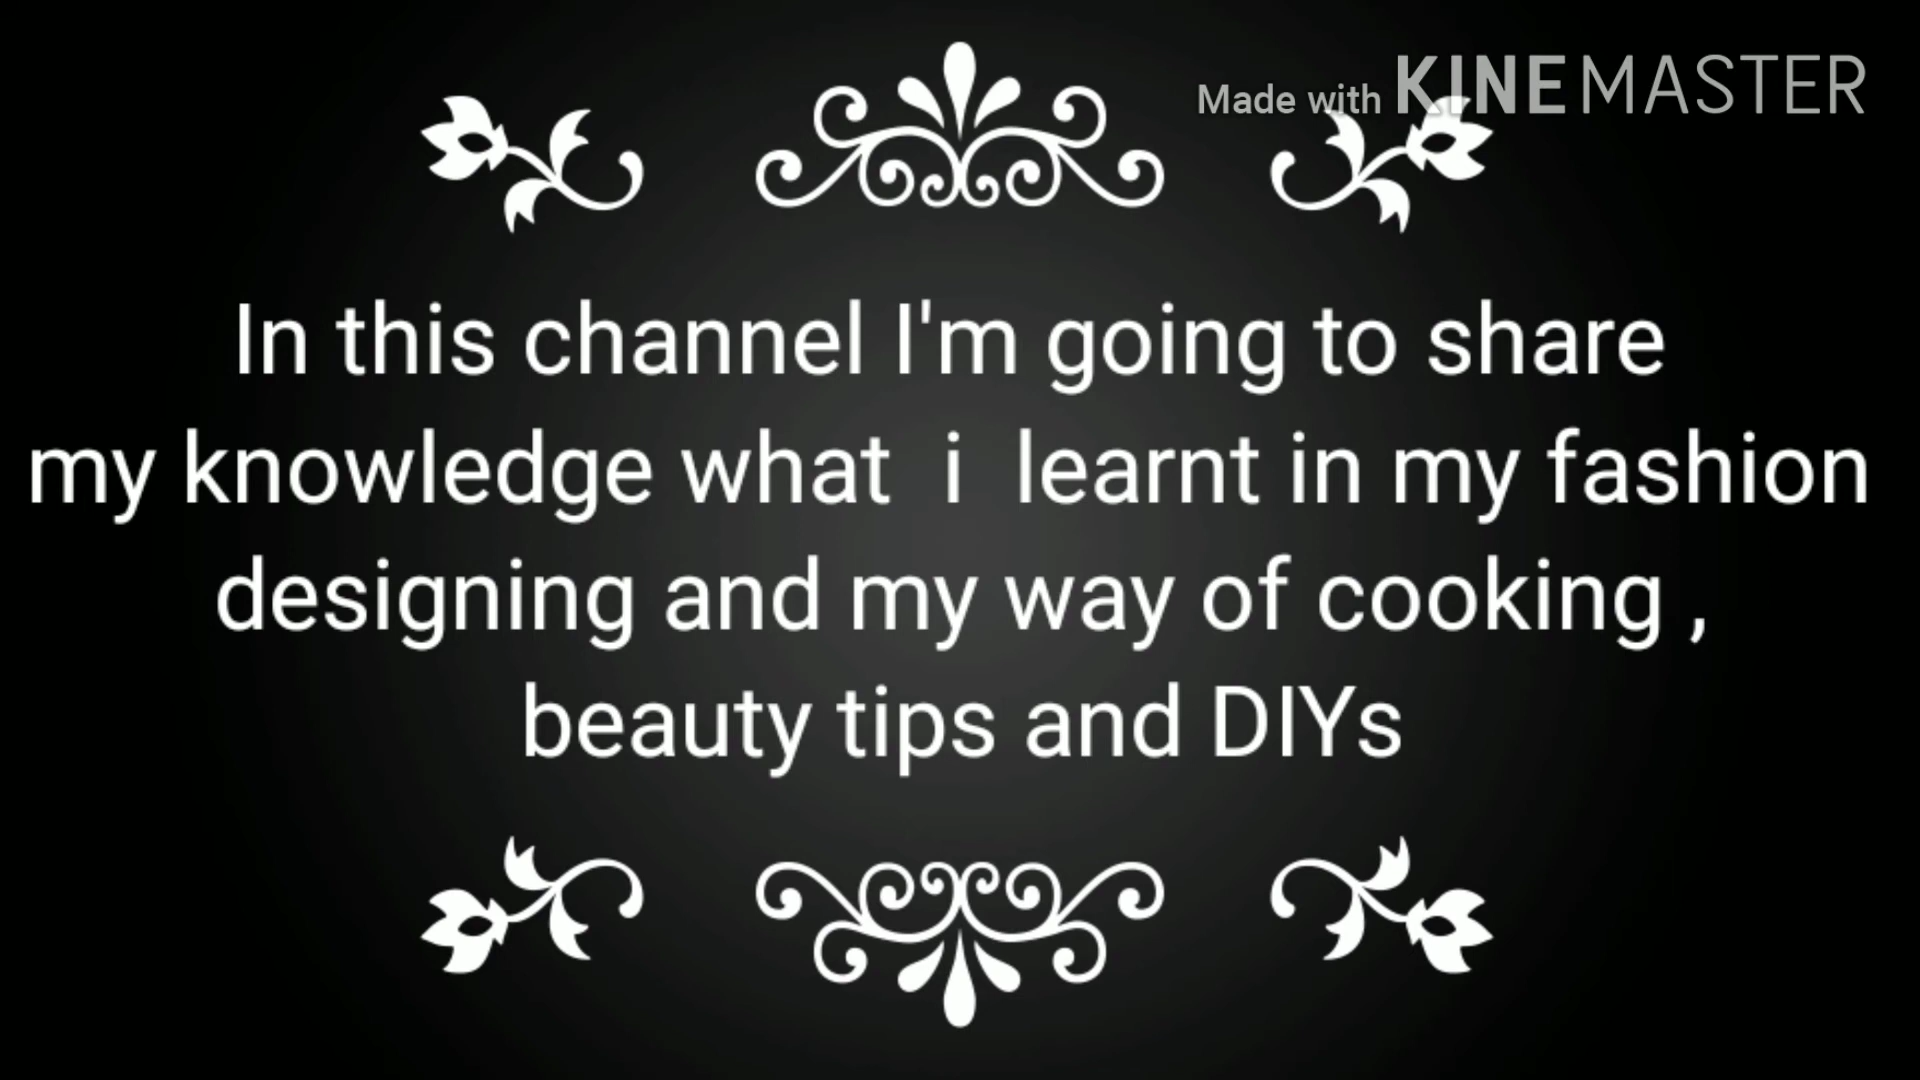 Made with KINEMASTER
In this channel I'm going to share
my knowledge what i learnt in my fashion
designing and my way of cooking ,
beauty tips and DIYs